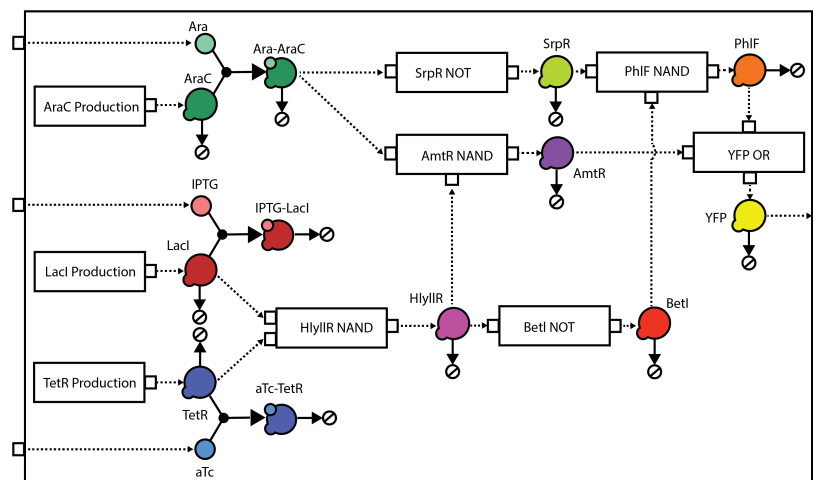 Ara
Ara-AraC
SrpR
PhlF
SrpR NOT
PhlF NAND
AraC
AraC Production
AmtR NAND
YFP OR
AmtR
IPTG
IPTG-LacI
YFP
LacI
LacI Production
HlyIIR
BetI
HlyIIR NAND
BetI NOT
TetR Production
aTc-TetR
TetR
aTc